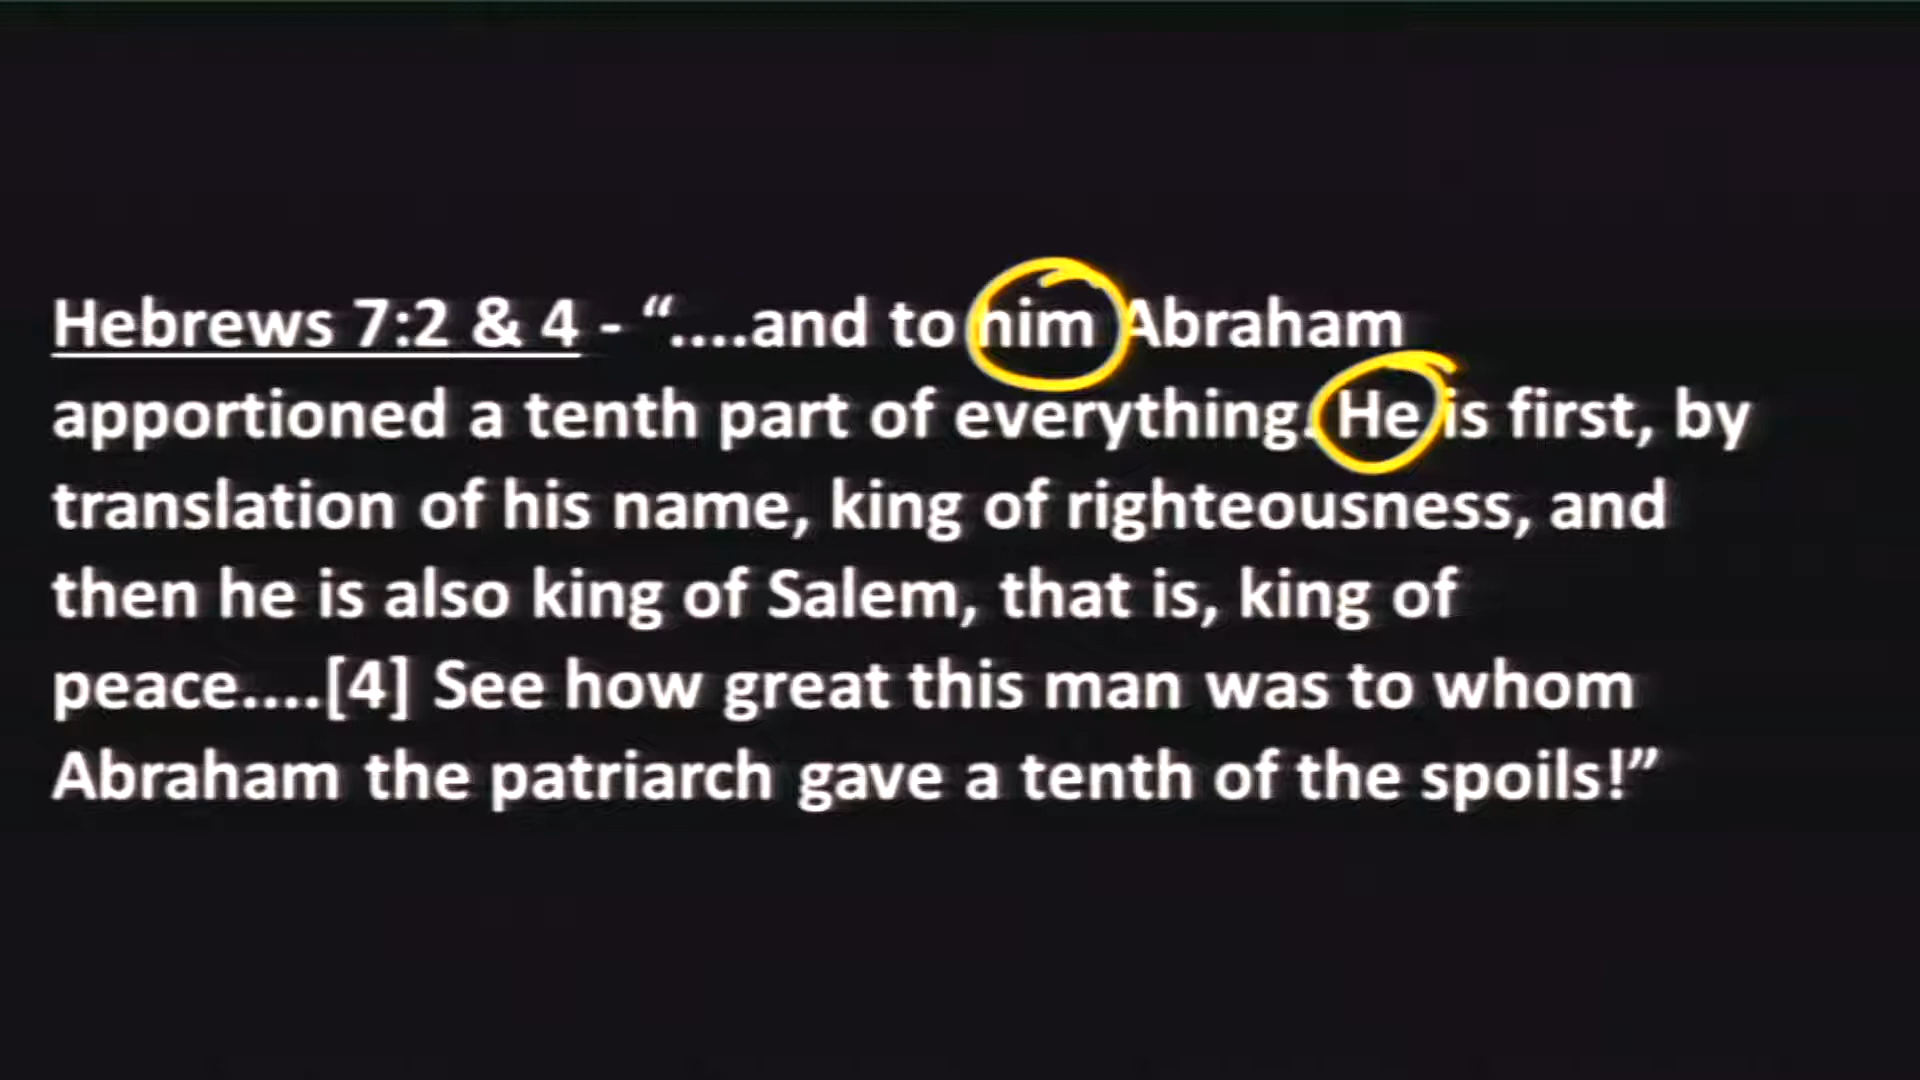 Hebrews 7:2 & 4 - “....and to him Abraham
apportioned a tenth part of everything. He is first, by
translation of his name, king of righteousness, and
then he is also king of Salem, that is, king of
peace....[4] See how great this man was to whom
Abraham the patriarch gave a tenth of the spoils!”